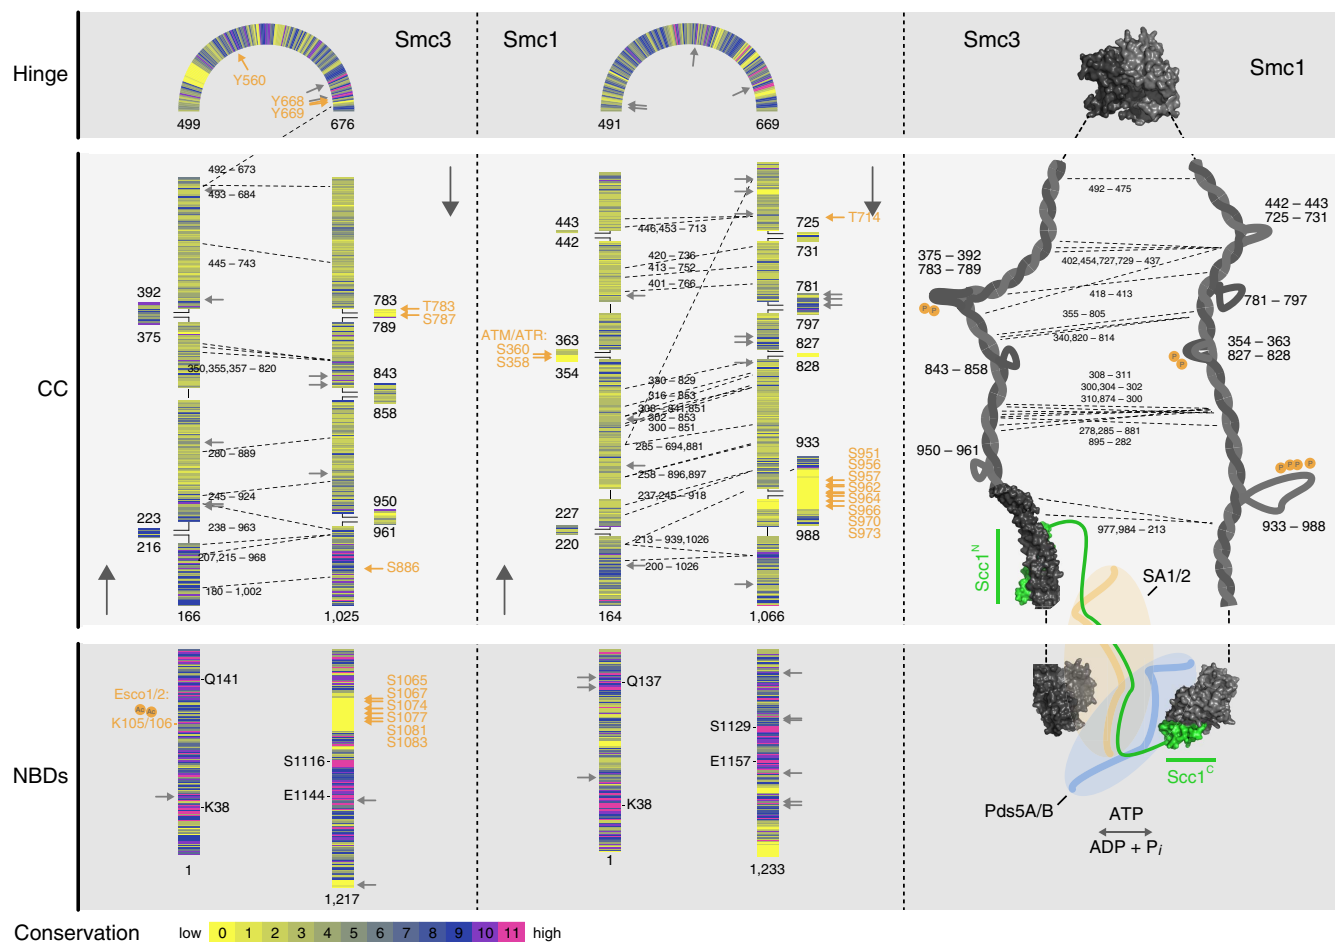 Hinge
Smc3
Smc1
Smc3
Smc1
Y560
Y668
Y669
499
676
491
669
CC
492 – 673
493 – 684
445 – 743
392
375
783
789
T783
S787
350,355,357 – 820
843
858
280 – 889
245 – 924
223
216
238 – 963
950
961
207,215 – 968
S886
180 – 1,002
166
1,025
443
442
446,453 – 713
725
731
T714
420 – 736
413 – 752
401 – 766
781
797
ATM/ATR:
S360
S358
363
354
827
828
380 – 829
316 – 853
308 – 841,851
302 – 853
300 – 851
285 – 694,881
258 – 896,897
237,245 – 918
933
988
S951
S956
S957
S962
S964
S966
S970
S973
227
220
213 – 939,1026
200 – 1026
164
1,066
492 – 475
442 – 443
725 – 731
375 – 392
783 – 789
402,454,727,729 – 437
418 – 413
781 – 797
355 – 805
340,820 – 814
P P
P
P
354 – 363
827 – 828
843 – 858
308 – 311
300,304 – 302
310,874 – 300
278,285 – 881
895 – 282
950 – 961
P P P P
933 – 988
977,984 – 213
Scc1N
SA1/2
NBDs
Q141
Esco1/2:
Ac Ac
K105/106
K38
1
S1065
S1067
S1074
S1077
S1081
S1083
S1116
E1144
1,217
Q137
K38
1
S1129
E1157
1,233
Scc1C
Pds5A/B
ATP
ADP + Pi
Conservation low 0 1 2 3 4 5 6 7 8 9 10 11 high